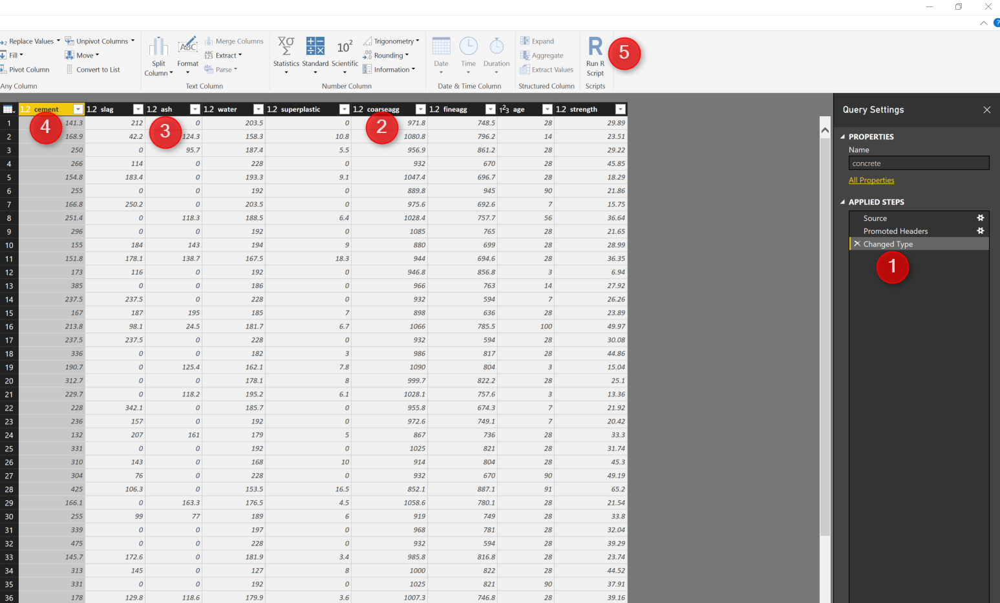 ?
Replace Values Unpivot Columns Merge Columns Trigonometry Expand
Fill Move Extract Rounding Aggregate
Pivot Column Convert to List Parse Information Extract Values
Split Column Format Statistics Standard Scientific Date Time Duration Run R Script 5
Any Column Text Column Number Column Date & Time Column Structured Column Scripts
1.2 cement 1.2 slag 1.2 ash 1.2 water 1.2 superplastic 1.2 coarseagg 1.2 fineagg 1²3 age 1.2 strength
4 3 2
1 141.3 212 0 203.5 0 971.8 748.5 28 29.89
2 168.9 42.2 124.3 158.3 10.8 1080.8 796.2 14 23.51
3 250 0 95.7 187.4 5.5 956.9 861.2 28 29.22
4 266 114 0 228 0 932 670 28 45.85
5 154.8 183.4 0 193.3 9.1 1047.4 696.7 28 18.29
6 255 0 0 192 0 889.8 945 90 21.86
7 166.8 250.2 0 203.5 0 975.6 692.6 7 15.75
8 251.4 0 118.3 188.5 6.4 1028.4 757.7 56 36.64
9 296 0 0 192 0 1085 765 28 21.65
10 155 184 143 194 9 880 699 28 28.99
11 151.8 178.1 138.7 167.5 18.3 944 694.6 28 36.35
12 173 116 0 192 0 946.8 856.8 3 6.94
13 385 0 0 186 0 966 763 14 27.92
14 237.5 237.5 0 228 0 932 594 7 26.26
15 167 187 195 185 7 898 636 28 23.89
16 213.8 98.1 24.5 181.7 6.7 1066 785.5 100 49.97
17 237.5 237.5 0 228 0 932 594 28 30.08
18 336 0 0 182 3 986 817 28 44.86
19 190.7 0 125.4 162.1 7.8 1090 804 3 15.04
20 312.7 0 0 178.1 8 999.7 822.2 28 25.1
21 229.7 0 118.2 195.2 6.1 1028.1 757.6 3 13.36
22 228 342.1 0 185.7 0 955.8 674.3 7 21.92
23 236 157 0 192 0 972.6 749.1 7 20.42
24 132 207 161 179 5 867 736 28 33.3
25 331 0 0 192 0 1025 821 28 31.74
26 310 143 0 168 10 914 804 28 45.3
27 304 76 0 228 0 932 670 90 49.19
28 425 106.3 0 153.5 16.5 852.1 887.1 91 65.2
29 166.1 0 163.3 176.5 4.5 1058.6 780.1 28 21.54
30 255 99 77 189 6 919 749 28 33.8
31 339 0 0 197 0 968 781 28 32.04
32 475 0 0 228 0 932 594 28 39.29
33 145.7 172.6 0 181.9 3.4 985.8 816.8 28 23.74
34 313 145 0 127 8 1000 822 28 44.52
35 331 0 0 192 0 1025 821 90 37.91
36 178 129.8 118.6 179.9 3.6 1007.3 746.8 28 39.16
Query Settings
PROPERTIES
Name
concrete
All Properties
APPLIED STEPS
Source
Promoted Headers
Changed Type
1